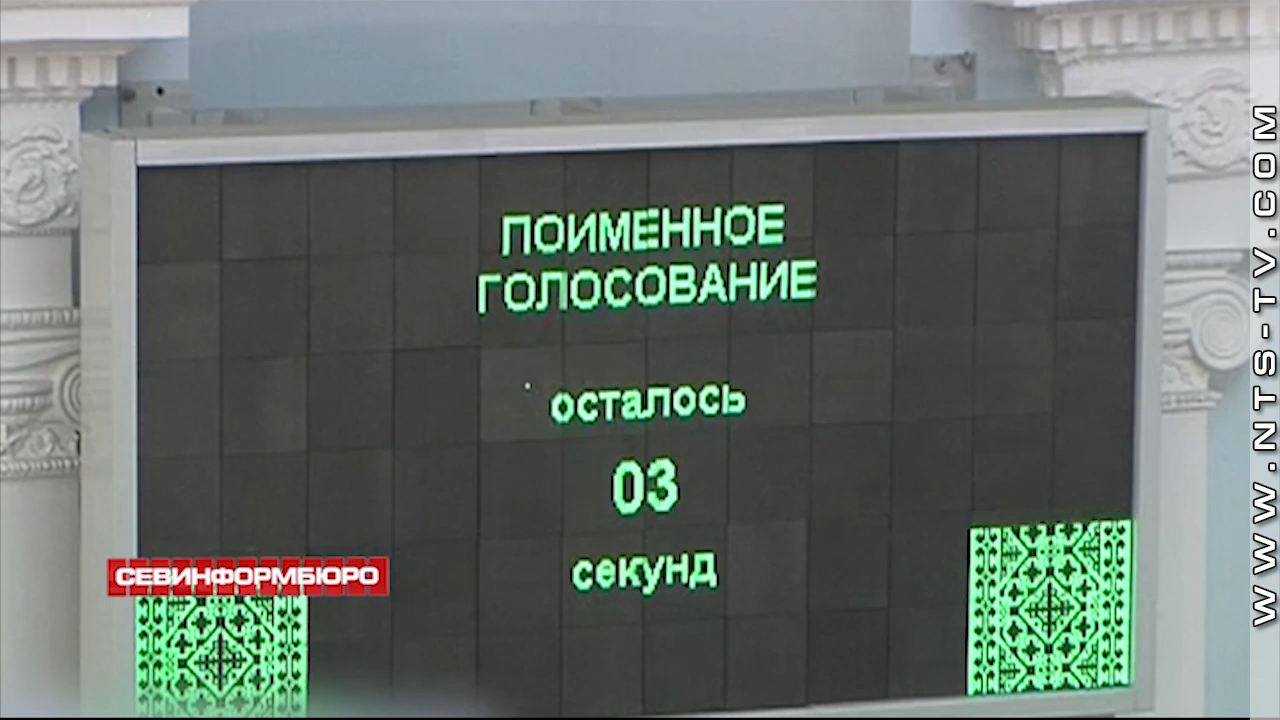 ПОИМЕННОЕ
ГОЛОСОВАНИЕ
осталось
03
секунд
СЕВИНФОРМБЮРО
WWW.NTS-TV.COM